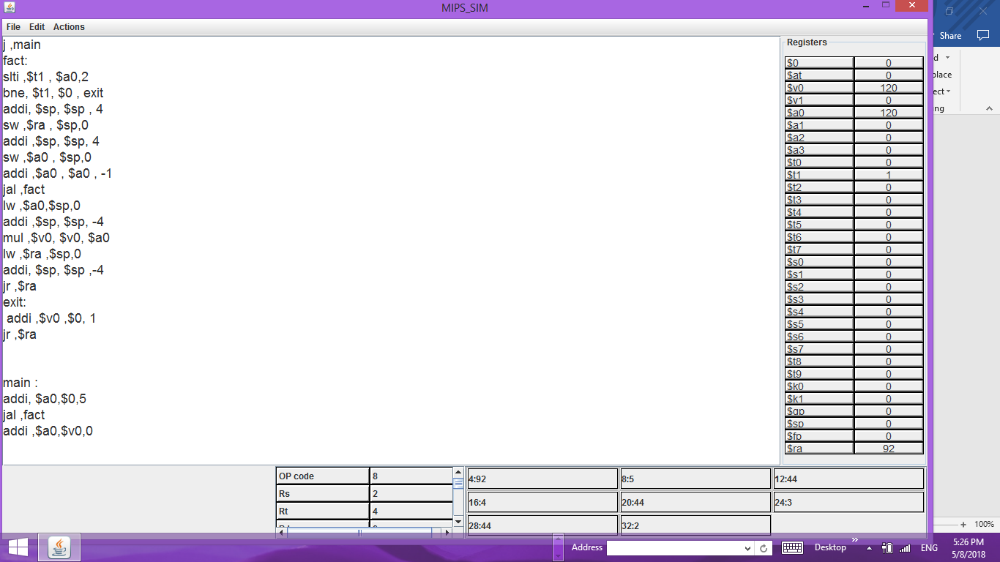 MIPS_SIM
File Edit Actions
j ,main
fact:
slti ,$t1 , $a0,2
bne, $t1, $0 , exit
addi, $sp, $sp , 4
sw ,$ra , $sp,0
addi ,$sp, $sp, 4
sw ,$a0 , $sp,0
addi ,$a0 , $a0 , -1
jal ,fact
lw ,$a0,$sp,0
addi ,$sp, $sp, -4
mul ,$v0, $v0, $a0
lw ,$ra ,$sp,0
addi, $sp, $sp ,-4
jr ,$ra
exit:
addi ,$v0 ,$0, 1
jr ,$ra
main :
addi, $a0,$0,5
jal ,fact
addi ,$a0,$v0,0
Registers
$0 0
$at 0
$v0 120
$v1 0
$a0 120
$a1 0
$a2 0
$a3 0
$t0 0
$t1 1
$t2 0
$t3 0
$t4 0
$t5 0
$t6 0
$t7 0
$s0 0
$s1 0
$s2 0
$s3 0
$s4 0
$s5 0
$s6 0
$s7 0
$t8 0
$t9 0
$k0 0
$k1 0
$gp 0
$sp 0
$fp 0
$ra 92
Share
d
place
ect
ng
OP code 8
Rs 2
Rt 4
4:92 8:5 12:44
16:4 20:44 24:3
28:44 32:2
100%
Address
Desktop
ENG
5:26 PM
5/8/2018